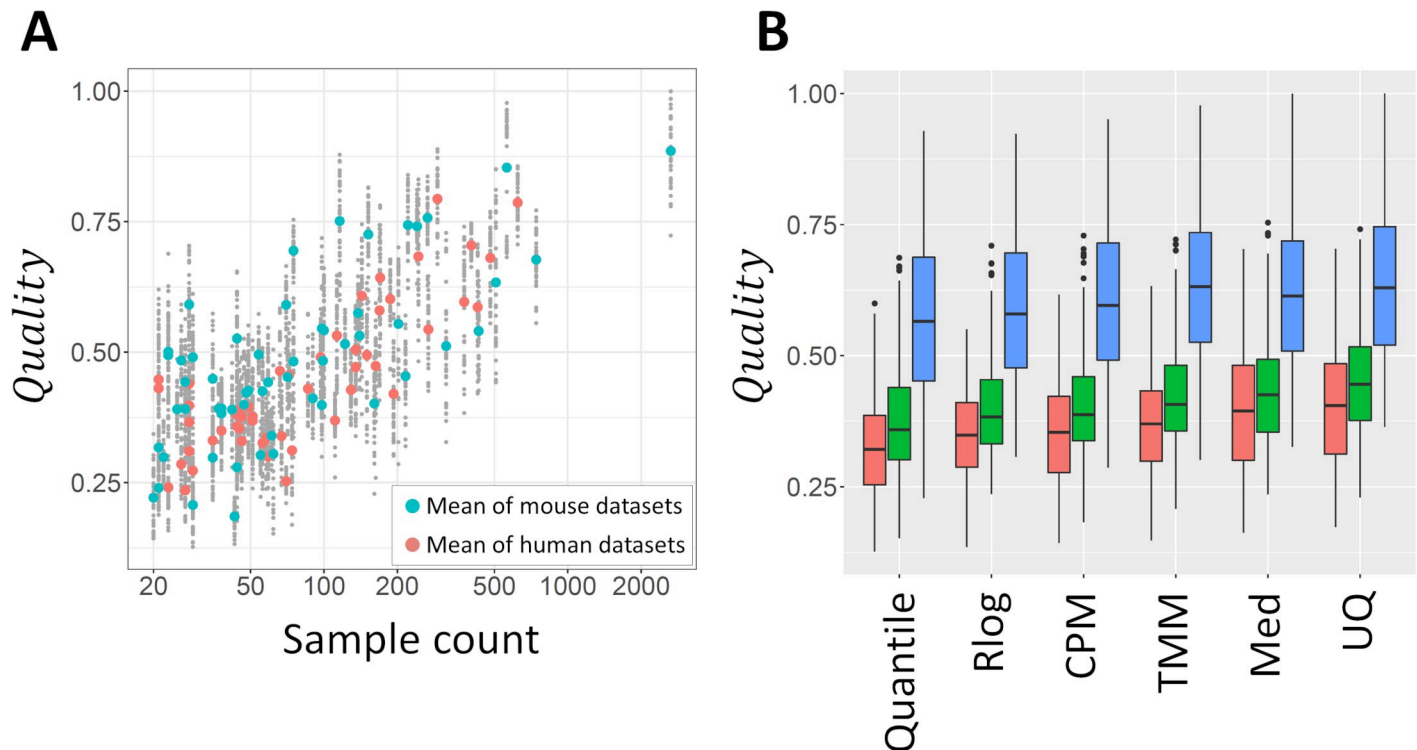 A
Quality
1.00
0.75
0.50
0.25
20
50
100
200
500
1000
2000
Sample count
Mean of mouse datasets
Mean of human datasets
B
Quality
1.00
0.75
0.50
0.25
Quantile
Rlog
CPM
TMM
Med
UQ